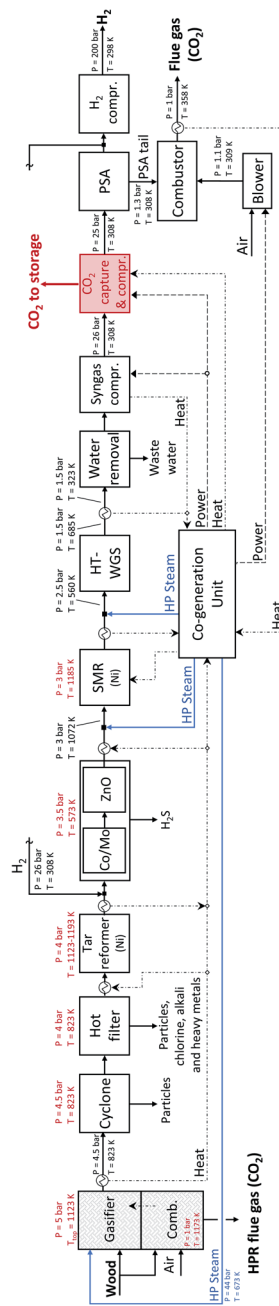 P = 5 bar
Ttop = 1123 K
Gasifier
Comb.
P = 1 bar
T = 1173 K
Wood
Air
HP Steam
P = 44 bar
T = 673 K
HPR flue gas (CO2)
P = 4.5 bar
T = 823 K
Heat
P = 4.5 bar
T = 823 K
Cyclone
Particles
P = 4 bar
T = 823 K
Hot
filter
Particles,
chlorine, alkali
and heavy metals
P = 4 bar
T = 1123-1193 K
Tar
reformer
(Ni)
H2
P = 26 bar
T = 308 K
P = 3.5 bar
T = 573 K
Co/Mo
ZnO
H2S
P = 3 bar
T = 1072 K
HP Steam
P = 3 bar
T = 1185 K
SMR
(Ni)
P = 2.5 bar
T = 560 K
HP Steam
HT-
WGS
P = 1.5 bar
T = 685 K
P = 1.5 bar
T = 323 K
Water
removal
Waste
water
Syngas
compr.
Heat
P = 26 bar
T = 308 K
CO2 to storage
CO2
capture
& compr.
P = 25 bar
T = 308 K
PSA
P = 1.3 bar
T = 308 K
PSA tail
H2
compr.
P = 200 bar
T = 298 K
H2
Combustor
P = 1 bar
T = 358 K
Flue gas
(CO2)
P = 1.1 bar
T = 309 K
Blower
Air
Co-generation
Unit
Power
Heat
Power
Heat